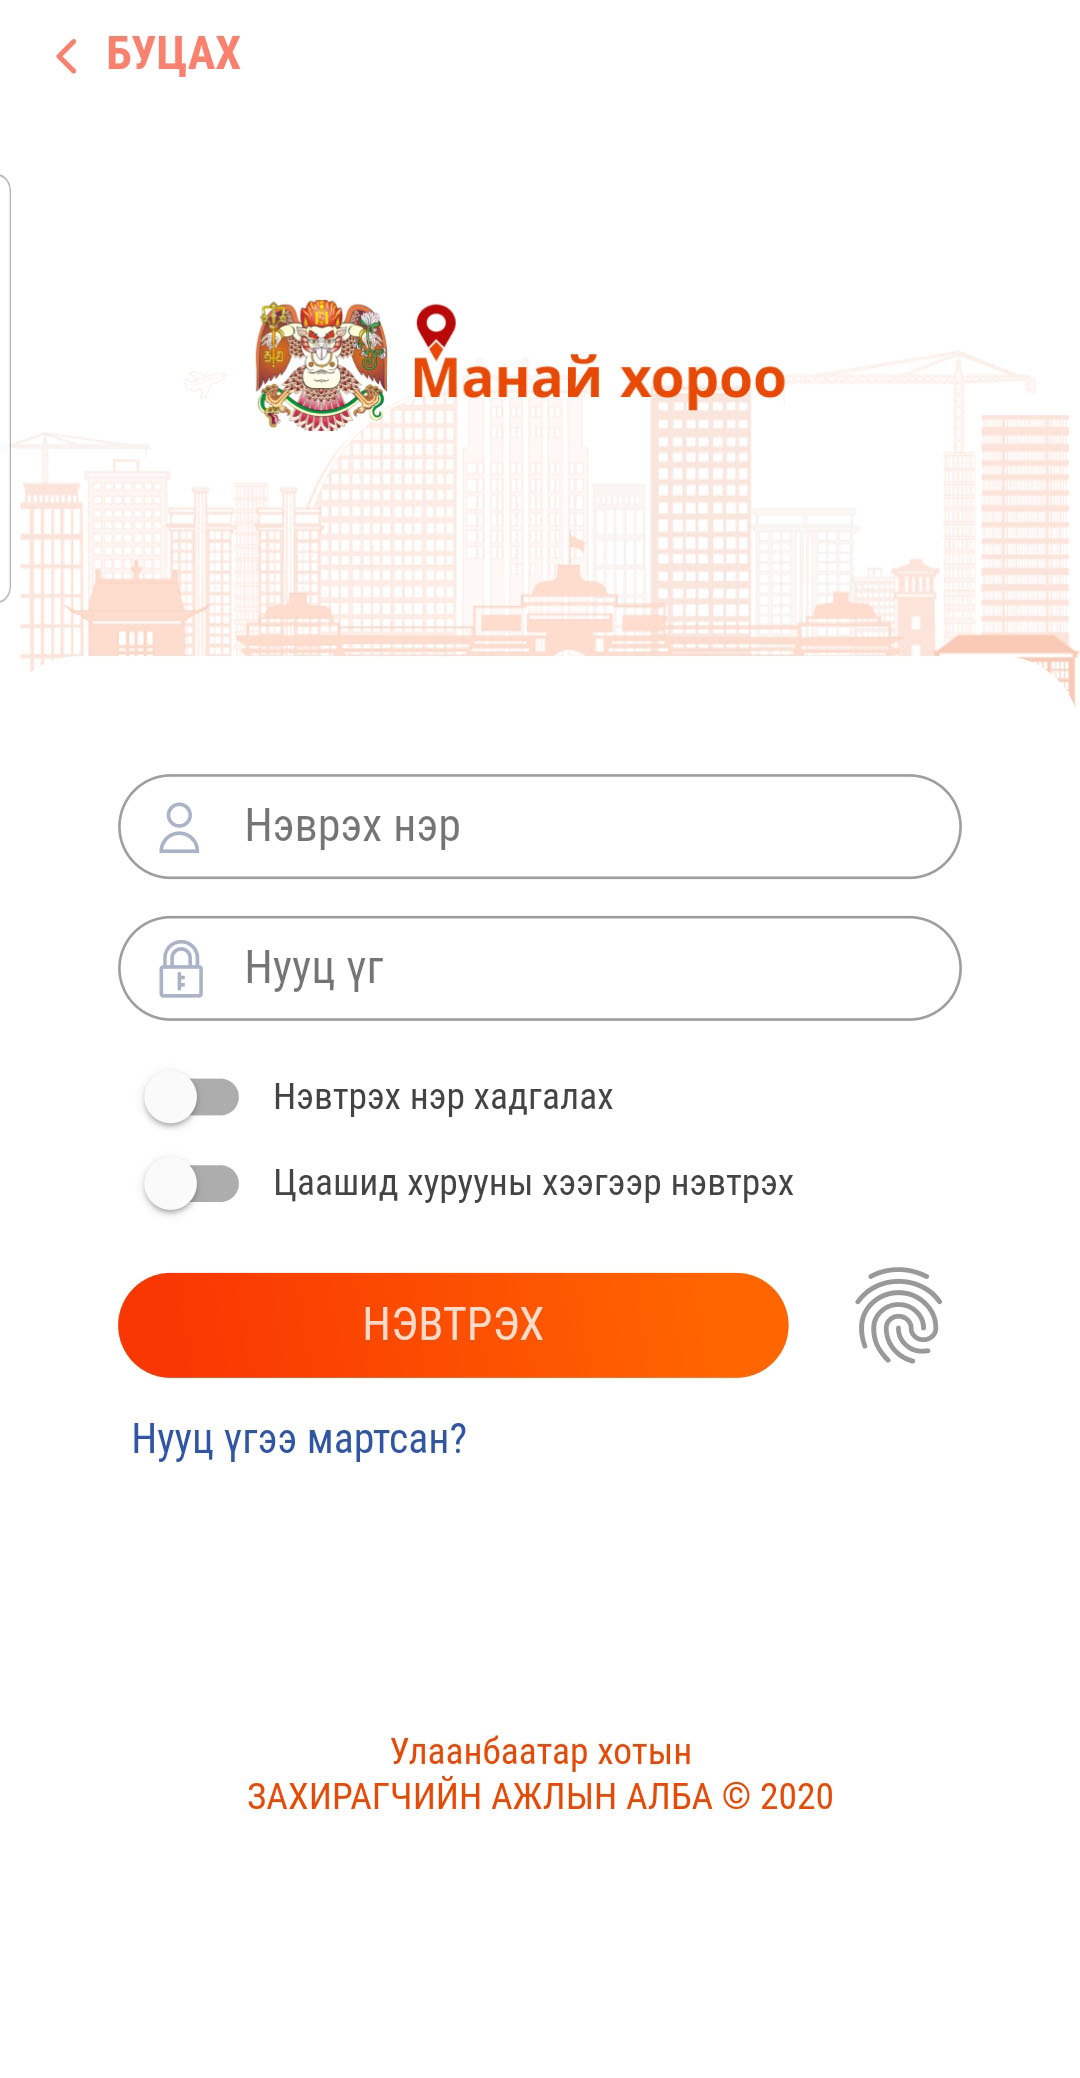 БУЦАХ
Манай хороо
Нэврэх нэр
Нууц үг
Нэвтрэх нэр хадгалах
Цаашид хурууны хээгээр нэвтрэх
НЭВТРЭХ
Нууц үгээ мартсан?
Улаанбаатар хотын
ЗАХИРАГЧИЙН АЖЛЫН АЛБА © 2020